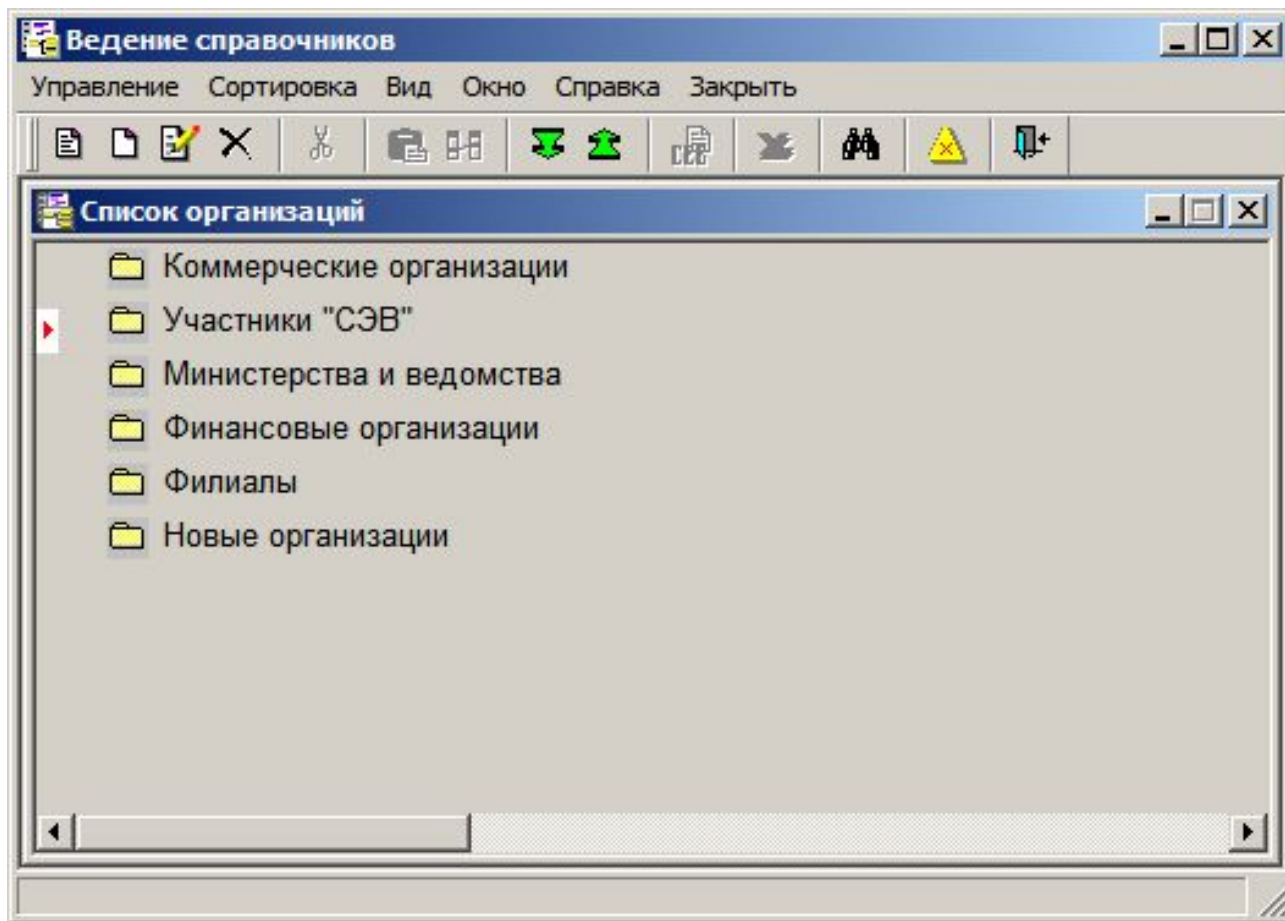 Ведение справочников
Управление Сортировка Вид Окно Справка Закрыть
Список организаций
Коммерческие организации
Участники "СЭВ"
Министерства и ведомства
Финансовые организации
Филиалы
Новые организации